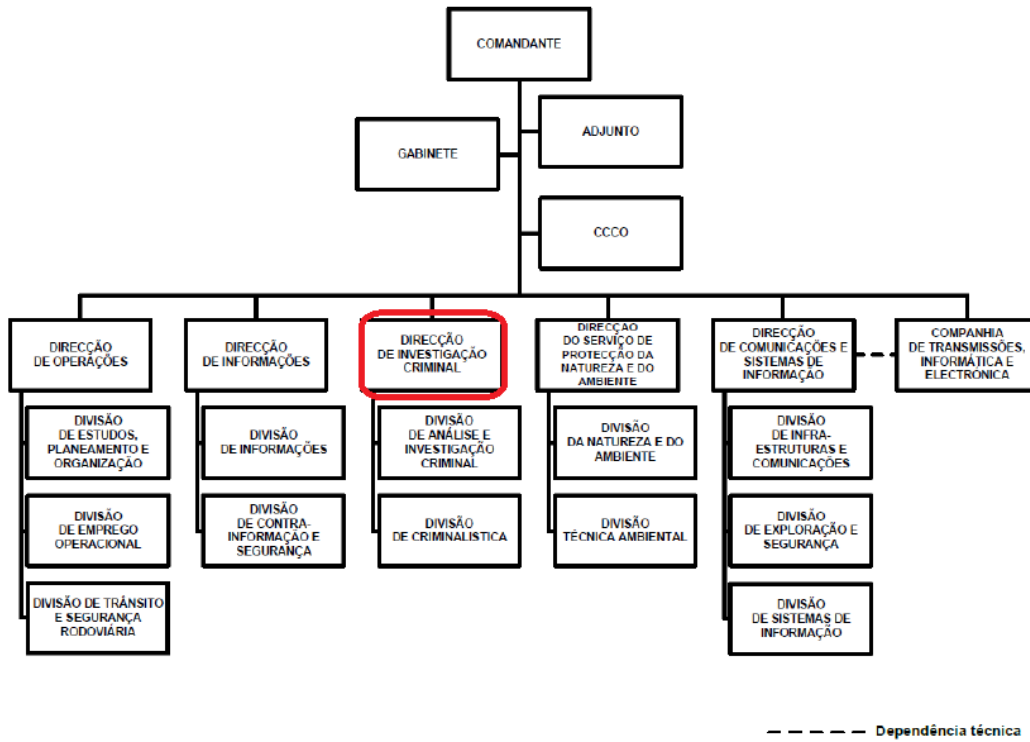 COMANDANTE
ADJUNTO
GABINETE
CCCO
DIRECÇÃO
DE OPERAÇÕES
DIRECÇÃO
DE INFORMAÇÕES
DIRECÇÃO
DE INVESTIGAÇÃO
CRIMINAL
DIRECÇAO
DO SERVIÇO DE
PROTECÇÃO DA
NATUREZA E DO
AMBIENTE
DIRECÇÃO
DE COMUNICAÇÕES E
SISTEMAS DE
INFORMAÇÃO
COMPANHIA
DE TRANSMISSÕES,
INFORMÁTICA E
ELECTRÓNICA
DIVISÃO
DE ESTUDOS,
PLANEAMENTO E
ORGANIZAÇÃO
DIVISÃO
DE INFORMAÇÕES
DIVISÃO
DE ANÁLISE E
INVESTIGAÇÃO
CRIMINAL
DIVISÃO
DA NATUREZA E DO
AMBIENTE
DIVISÃO
DE INFRA-
ESTRUTURAS E
COMUNICAÇÕES
DIVISÃO
DE EMPREGO
OPERACIONAL
DIVISÃO
DE CONTRA-
INFORMAÇÃO E
SEGURANÇA
DIVISÃO
DE CRIMINALISTICA
DIVISÃO
TÉCNICA AMBIENTAL
DIVISÃO
DE EXPLORAÇÃO E
SEGURANÇA
DIVISÃO DE TRÂNSITO
E SEGURANÇA
RODOVIÁRIA
DIVISÃO
DE SISTEMAS DE
INFORMAÇÃO
Dependência técnica